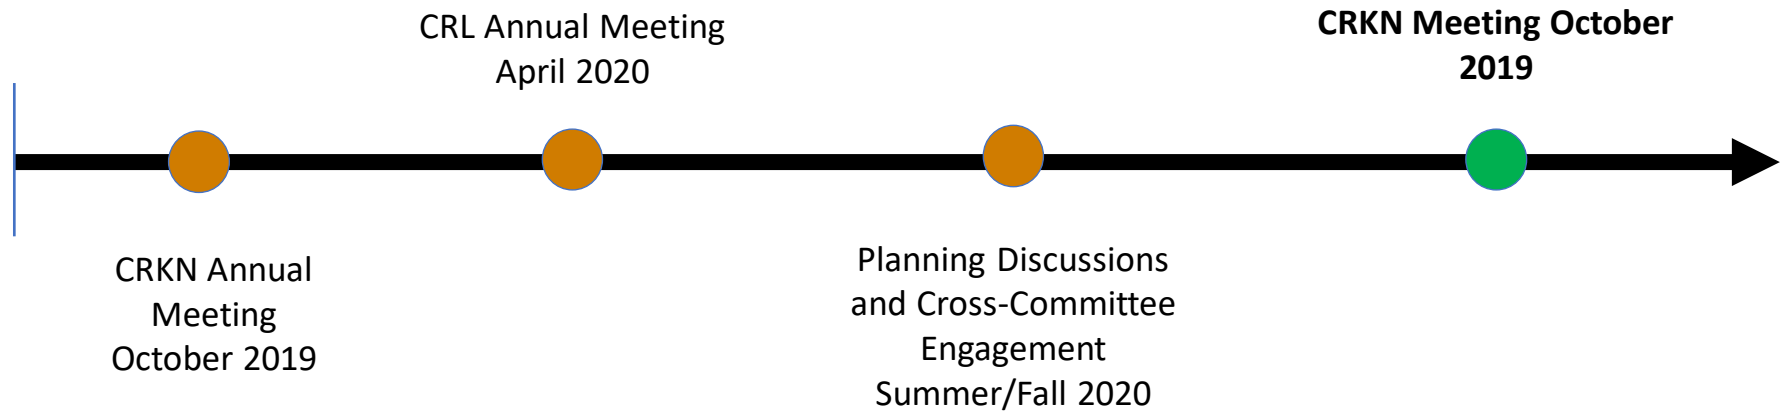 CRL Annual Meeting
April 2020
CRKN Meeting October
2019
CRKN Annual
Meeting
October 2019
Planning Discussions
and Cross-Committee
Engagement
Summer/Fall 2020